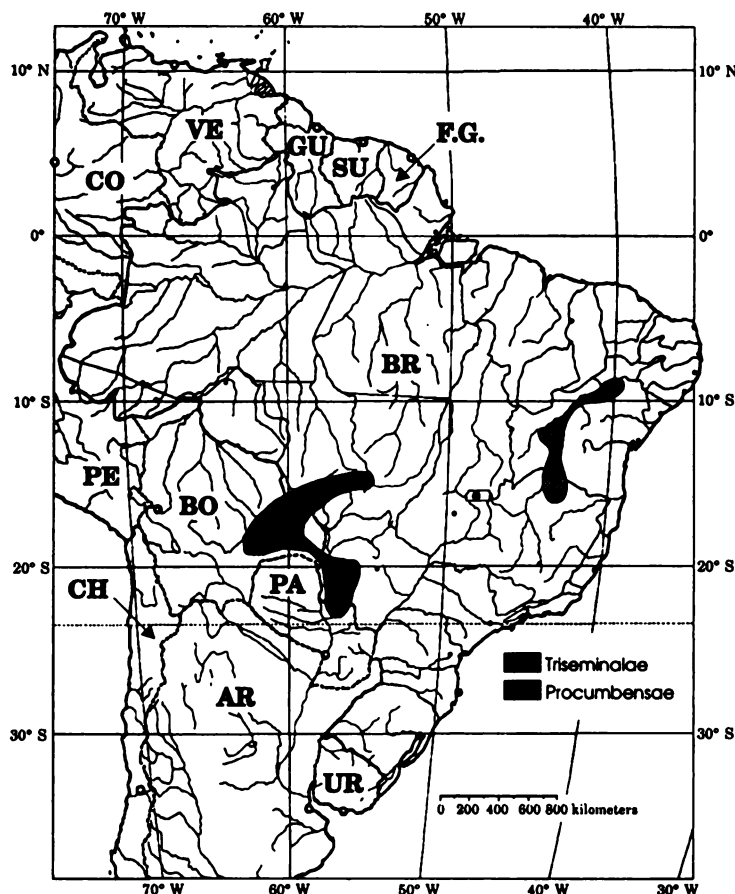 70° W 60° W 50° W 40° W
10° N 10° N
VE
GU
F.G.
SU
CO
0° 0°
BR
10° S 10° S
PE
BO
20° S 20° S
CH
PA
Triseminalae
AR
Procumbensae
30° S 30° S
UR
0 200 400 600 800 kilometers
70° W 60° W 50° W 40° W 30° W